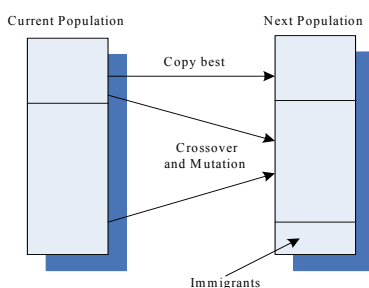 Current Population
Next Population
Copy best
Crossover
and Mutation
Immigrants